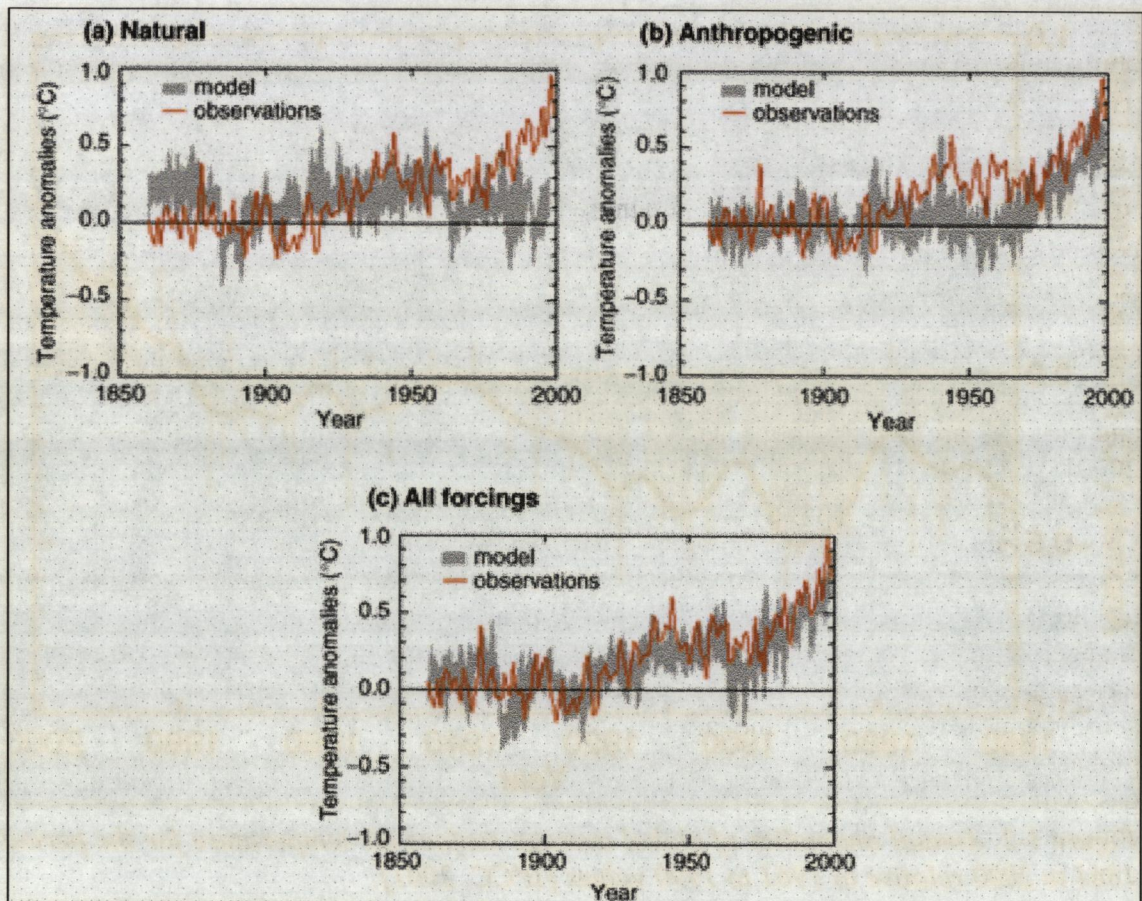 (a) Natural
Temperature anomalies (°C)
1.0
0.5
0.0
−0.5
−1.0
model
observations
1850 1900 1950 2000
Year
(b) Anthropogenic
Temperature anomalies (°C)
1.0
0.5
0.0
−0.5
−1.0
model
observations
1850 1900 1950 2000
Year
(c) All forcings
Temperature anomalies (°C)
1.0
0.5
0.0
−0.5
−1.0
model
observations
1850 1900 1950 2000
Year